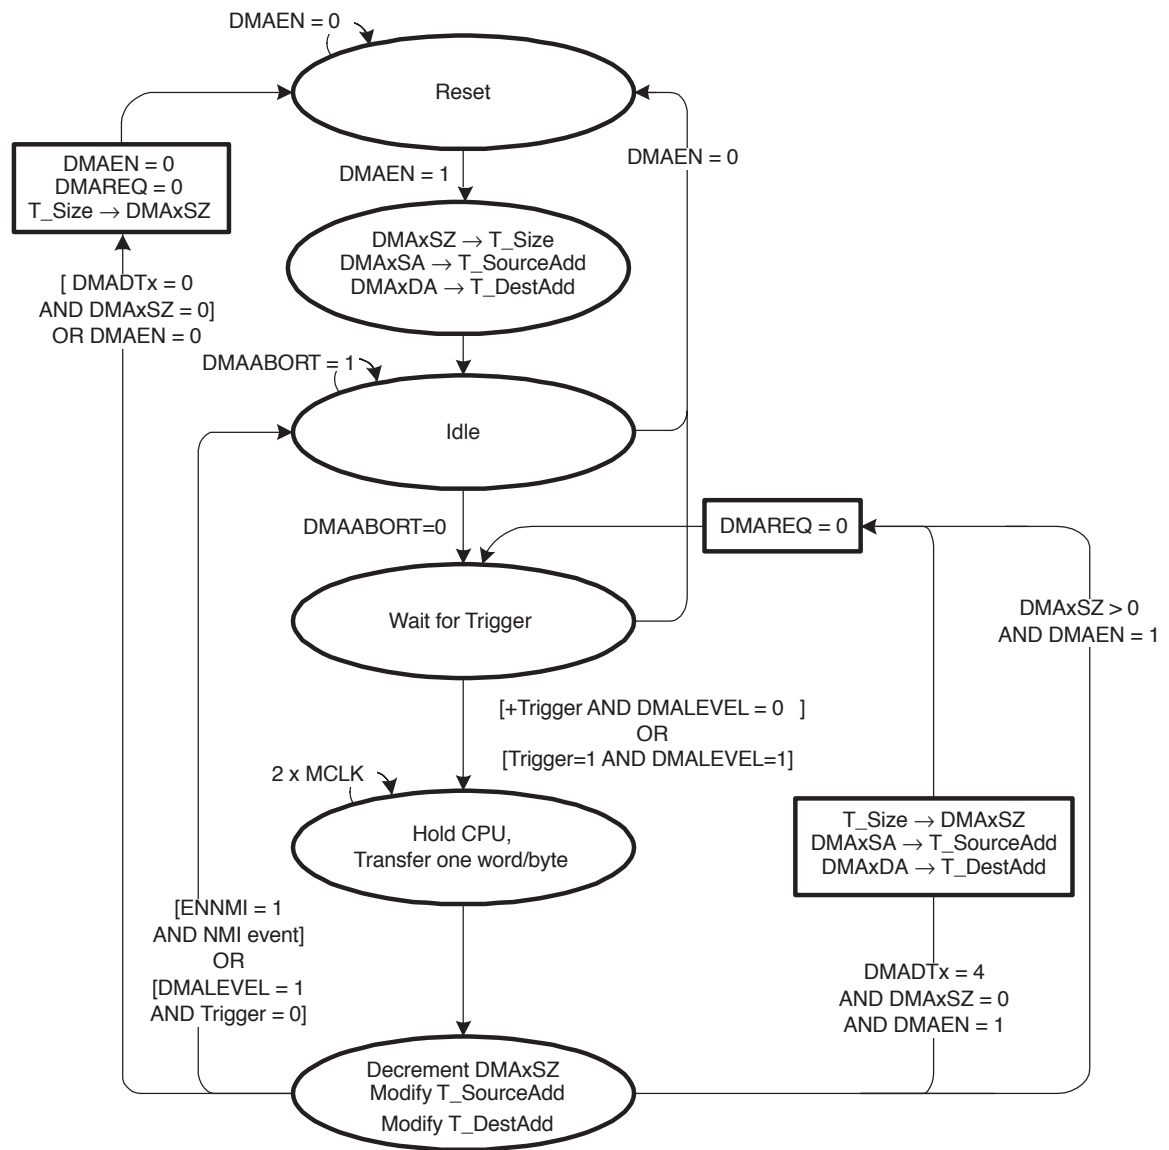 DMAEN = 0
Reset
DMAEN = 0
DMAREQ = 0
T_Size → DMAxSZ
DMAEN = 1
DMAEN = 0
DMAxSZ → T_Size
DMAxSA → T_SourceAdd
DMAxDA → T_DestAdd
[ DMADTx = 0
AND DMAxSZ = 0]
OR DMAEN = 0
DMAABORT = 1
Idle
DMAABORT=0
DMAREQ = 0
Wait for Trigger
DMAxSZ > 0
AND DMAEN = 1
[+Trigger AND DMALEVEL = 0 ]
OR
[Trigger=1 AND DMALEVEL=1]
2 x MCLK
Hold CPU,
Transfer one word/byte
T_Size → DMAxSZ
DMAxSA → T_SourceAdd
DMAxDA → T_DestAdd
[ENNMI = 1
AND NMI event]
OR
[DMALEVEL = 1
AND Trigger = 0]
DMADTx = 4
AND DMAxSZ = 0
AND DMAEN = 1
Decrement DMAxSZ
Modify T_SourceAdd
Modify T_DestAdd